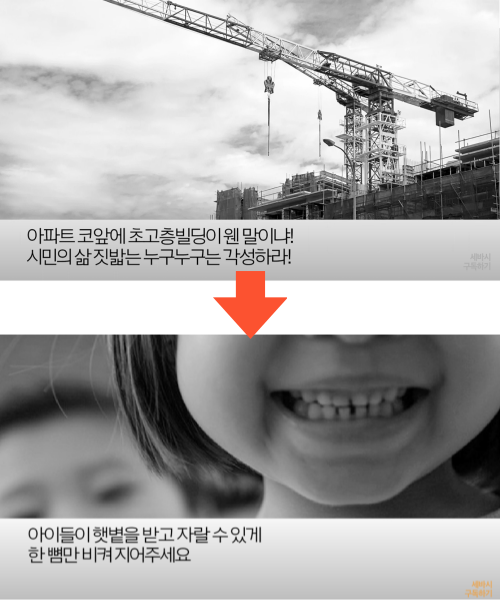 아파트 코앞에 초고층빌딩이 웬 말이냐!
시민의 삶 짓밟는 누구누구는 각성하라!
세바시
구독하기
아이들이 햇볕을 받고 자랄 수 있게
한 뼘만 비켜 지어주세요
세바시
구독하기